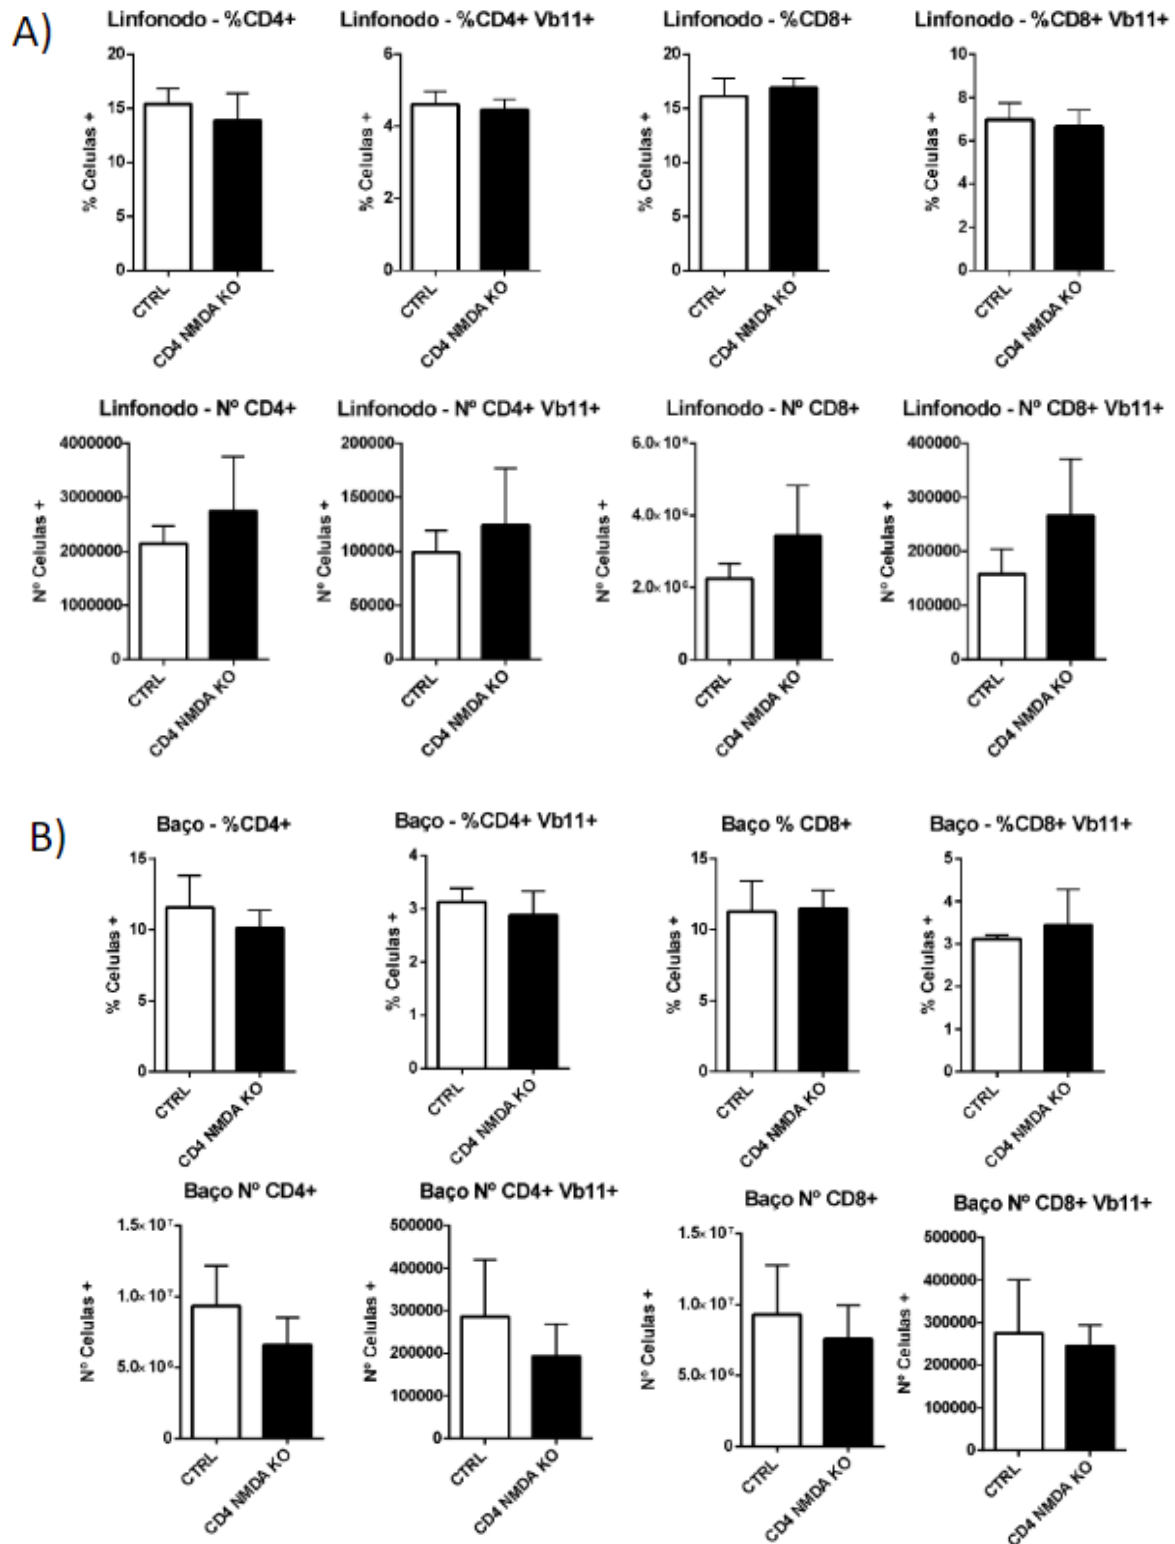 A)
Linfonodo - %CD4+
Linfonodo - %CD4+ Vb11+
Linfonodo - %CD8+
Linfonodo - %CD8+ Vb11+
% Celulas +
20
15
10
5
0
CTRL
CD4 NMDA KO
% Celulas +
6
4
2
0
CTRL
CD4 NMDA KO
% Celulas +
20
15
10
5
0
CTRL
CD4 NMDA KO
% Celulas +
10
8
6
4
2
0
CTRL
CD4 NMDA KO
Linfonodo - Nº CD4+
Linfonodo - Nº CD4+ Vb11+
Linfonodo - Nº CD8+
Linfonodo - Nº CD8+ Vb11+
Nº Celulas +
4000000
3000000
2000000
1000000
0
CTRL
CD4 NMDA KO
Nº Celulas +
200000
150000
100000
50000
0
CTRL
CD4 NMDA KO
Nº Celulas +
6.0× 10⁶
4.0× 10⁶
2.0× 10⁶
0
CTRL
CD4 NMDA KO
Nº Celulas +
400000
300000
200000
100000
0
CTRL
CD4 NMDA KO
B)
Baço - %CD4+
Baço - %CD4+ Vb11+
Baço % CD8+
Baço - %CD8+ Vb11+
% Celulas +
15
10
5
0
CTRL
CD4 NMDA KO
% Celulas +
4
3
2
1
0
CTRL
CD4 NMDA KO
% Celulas +
15
10
5
0
CTRL
CD4 NMDA KO
% Celulas +
5
4
3
2
1
0
CTRL
CD4 NMDA KO
Baço Nº CD4+
Baço Nº CD4+ Vb11+
Baço Nº CD8+
Baço Nº CD8+ Vb11+
Nº Celulas +
1.5× 10⁷
1.0× 10⁷
5.0× 10⁶
0
CTRL
CD4 NMDA KO
Nº Celulas +
500000
400000
300000
200000
100000
0
CTRL
CD4 NMDA KO
Nº Celulas +
1.5× 10⁷
1.0× 10⁷
5.0× 10⁶
0
CTRL
CD4 NMDA KO
Nº Celulas +
500000
400000
300000
200000
100000
0
CTRL
CD4 NMDA KO